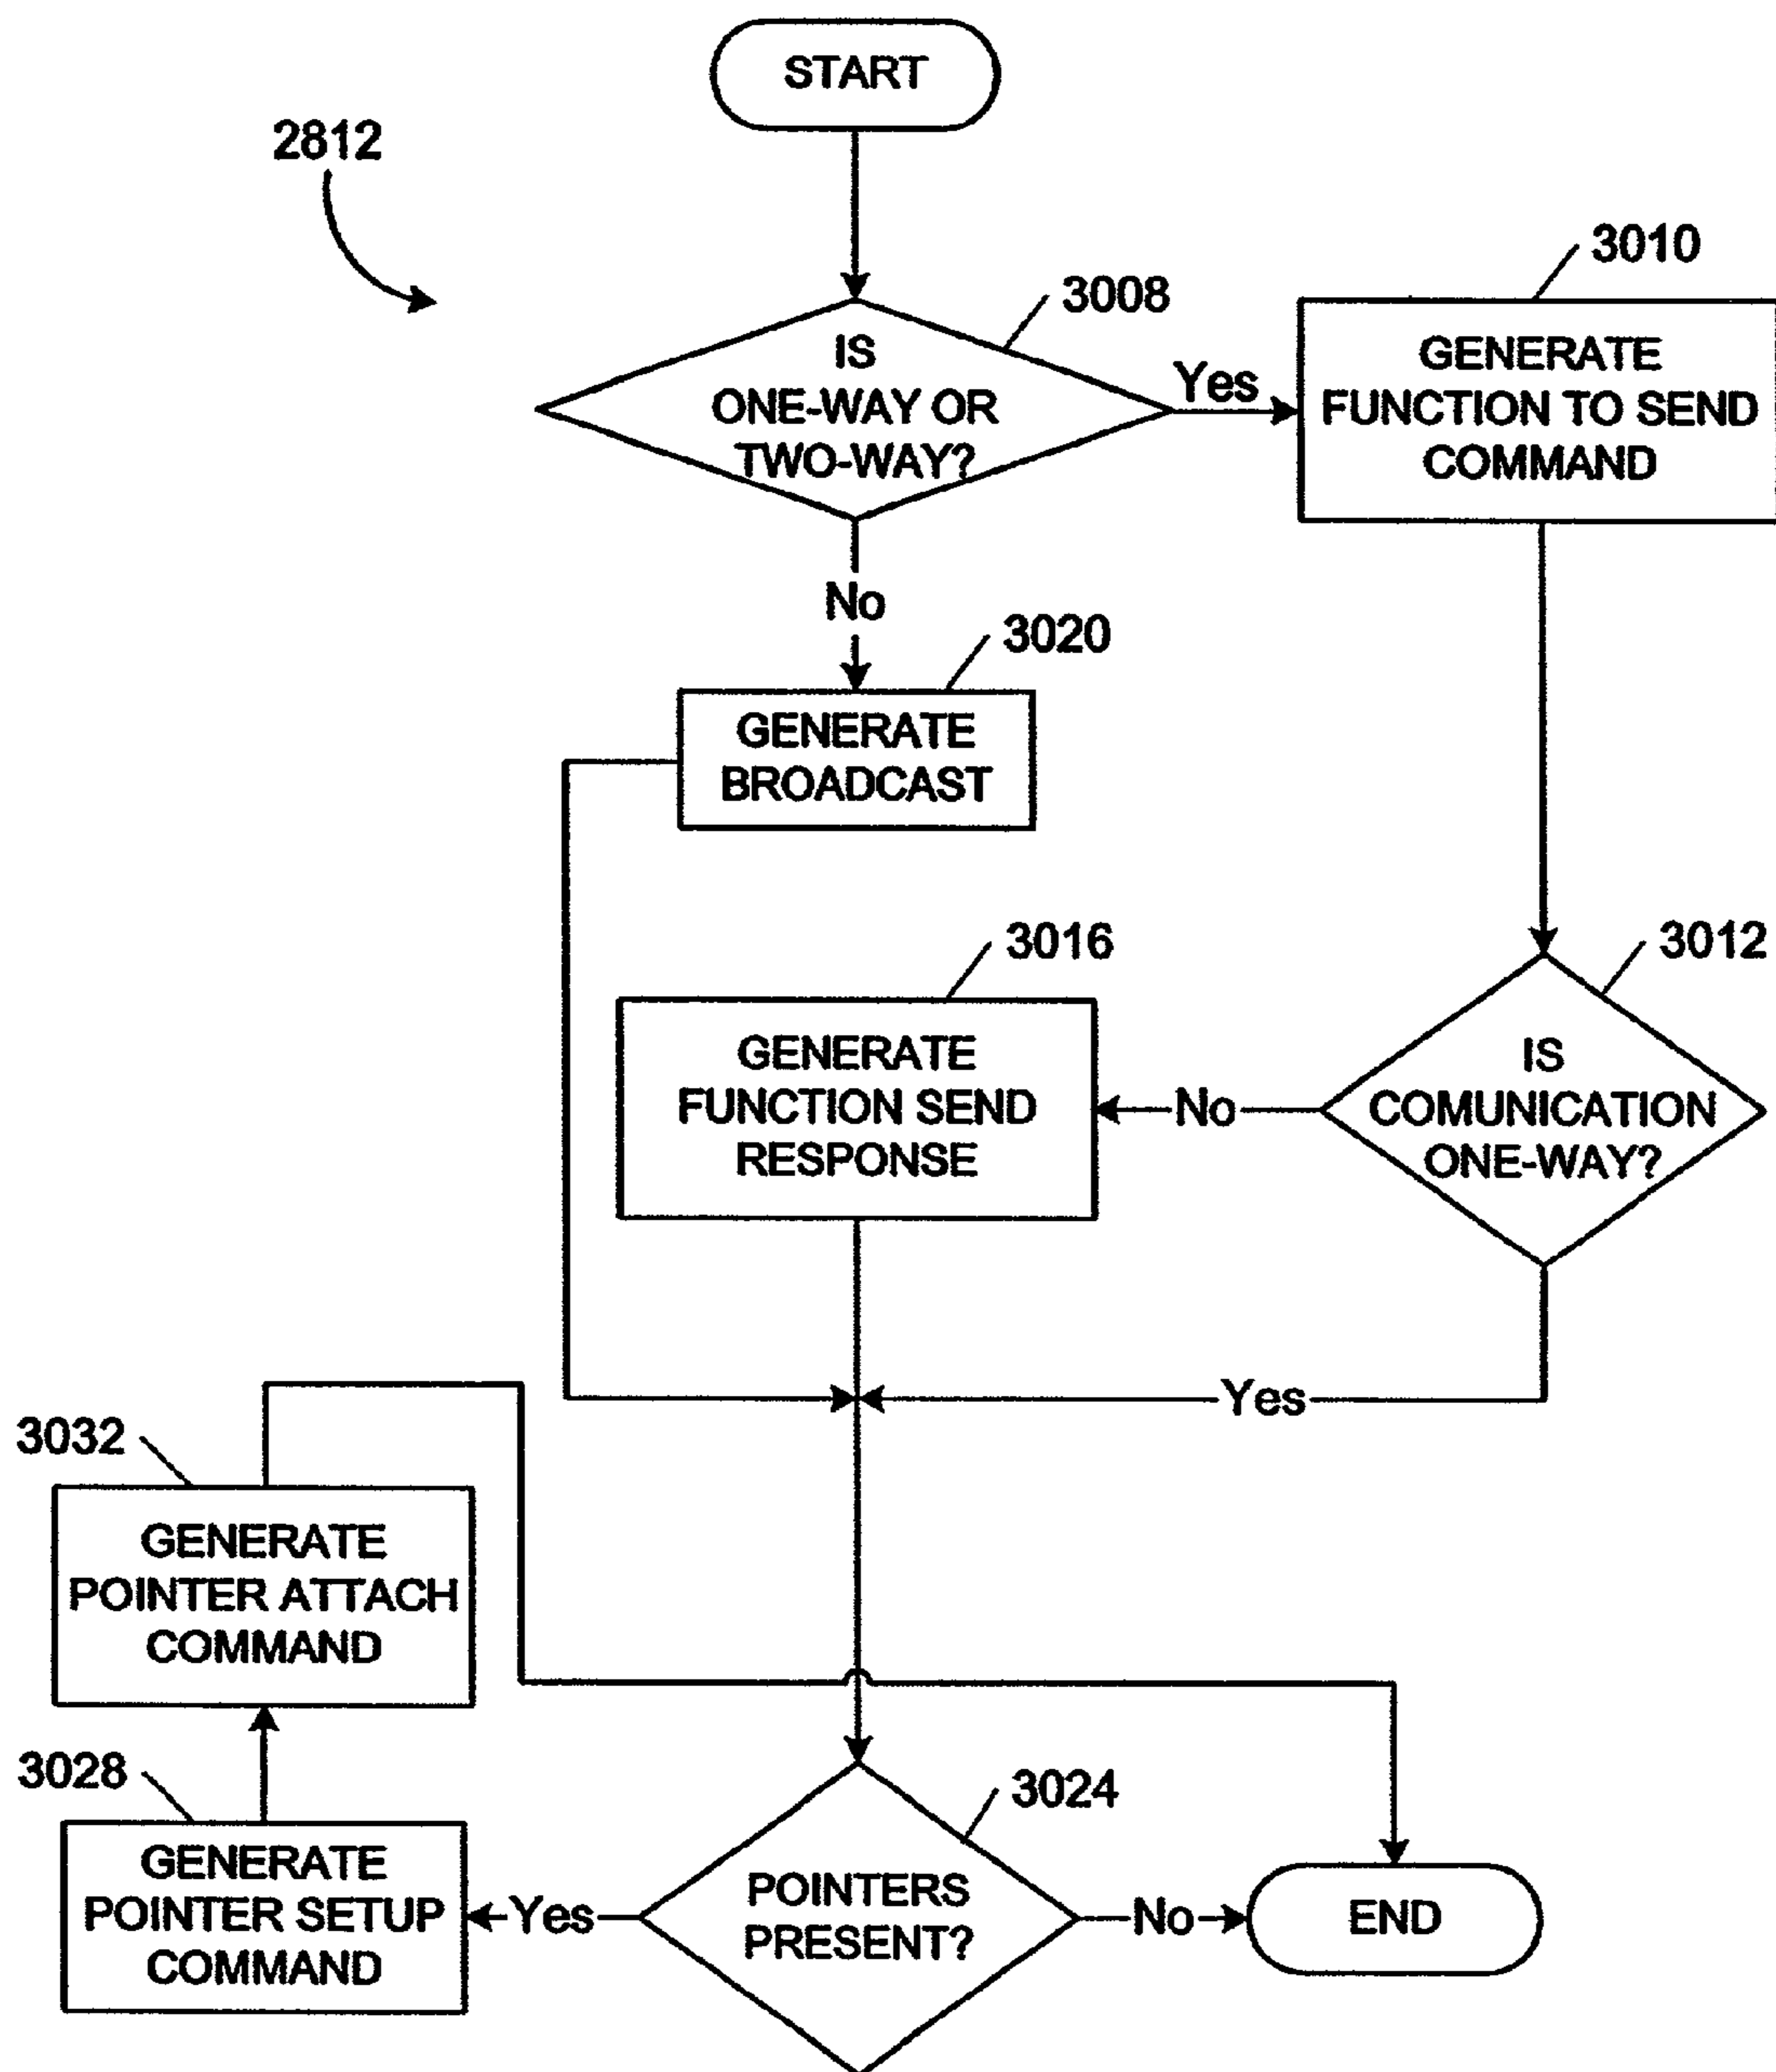 START
2812
3008
IS
ONE-WAY OR
TWO-WAY?
Yes
3010
GENERATE
FUNCTION TO SEND
COMMAND
No
3020
GENERATE
BROADCAST
3016
GENERATE
FUNCTION SEND
RESPONSE
No
3012
IS
COMUNICATION
ONE-WAY?
Yes
3032
GENERATE
POINTER ATTACH
COMMAND
3028
GENERATE
POINTER SETUP
COMMAND
Yes
3024
POINTERS
PRESENT?
No
END